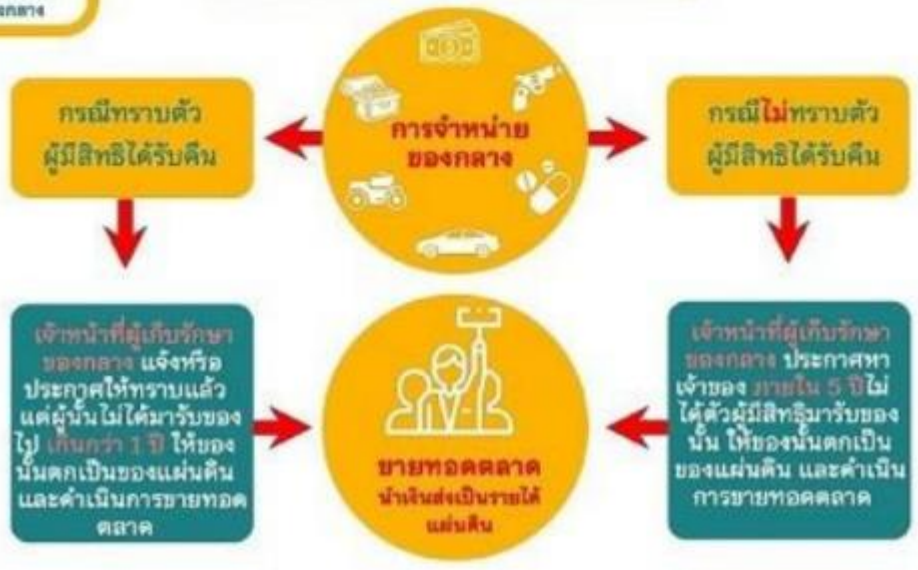 ของกลาง
การจำหน่าย
ของกลาง
กรณีทราบตัว
ผู้มีสิทธิได้รับคืน
กรณีไม่ทราบตัว
ผู้มีสิทธิได้รับคืน
เจ้าหน้าที่ผู้เก็บรักษา
ของกลาง แจ้งหรือ
ประกาศให้ทราบแล้ว
แต่ผู้นั้นไม่ได้มารับของ
ไป เกินกว่า 1 ปี ให้ของ
นั้นตกเป็นของแผ่นดิน
และดำเนินการขายทอด
ตลาด
ขายทอดตลาด
นำเงินส่งเป็นรายได้
แผ่นดิน
เจ้าหน้าที่ผู้เก็บรักษา
ของกลาง ประกาศหา
เจ้าของ ภายใน 5 ปีไม่
ได้ตัวผู้มีสิทธิมารับของ
นั้น ให้ของนั้นตกเป็น
ของแผ่นดิน และดำเนิน
การขายทอดตลาด